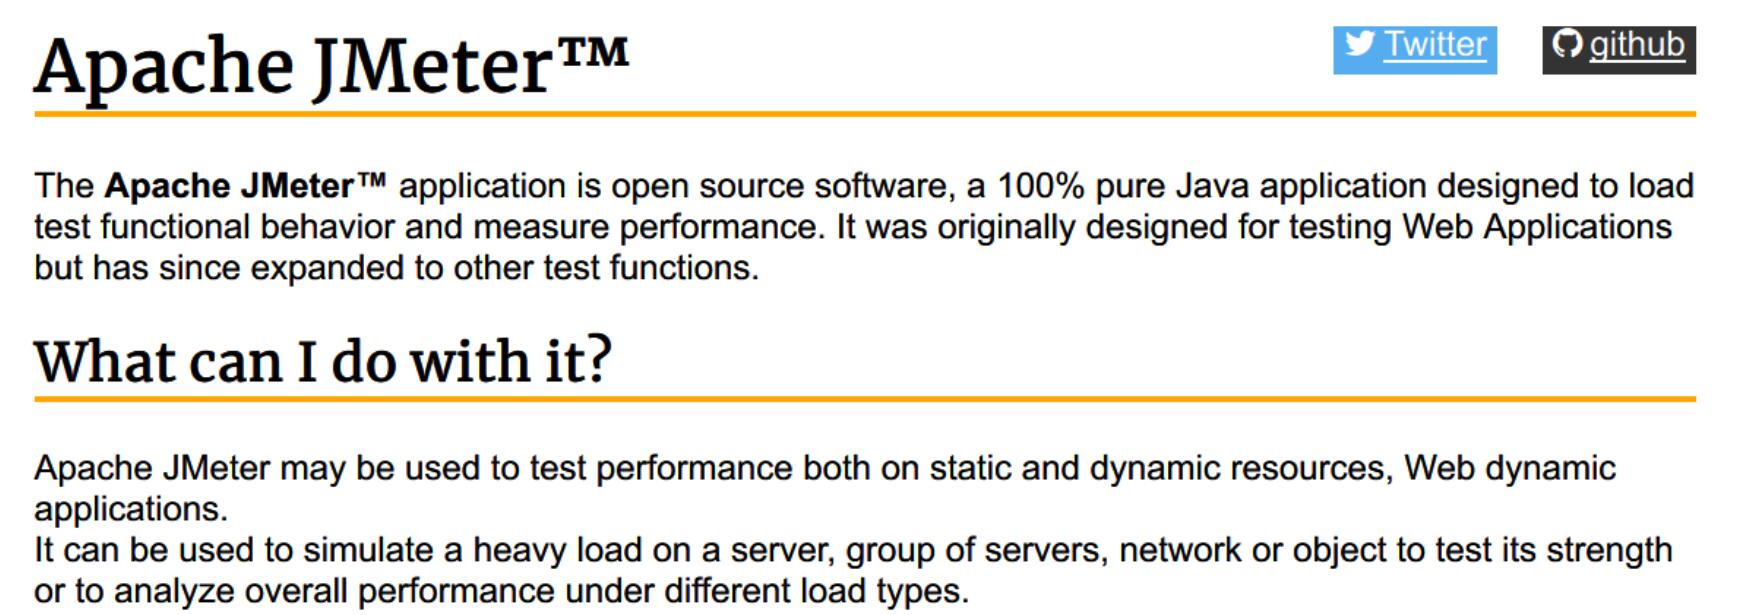 Apache JMeter™
Twitter
github
The Apache JMeter™ application is open source software, a 100% pure Java application designed to load
test functional behavior and measure performance. It was originally designed for testing Web Applications
but has since expanded to other test functions.
What can I do with it?
Apache JMeter may be used to test performance both on static and dynamic resources, Web dynamic
applications.
It can be used to simulate a heavy load on a server, group of servers, network or object to test its strength
or to analyze overall performance under different load types.